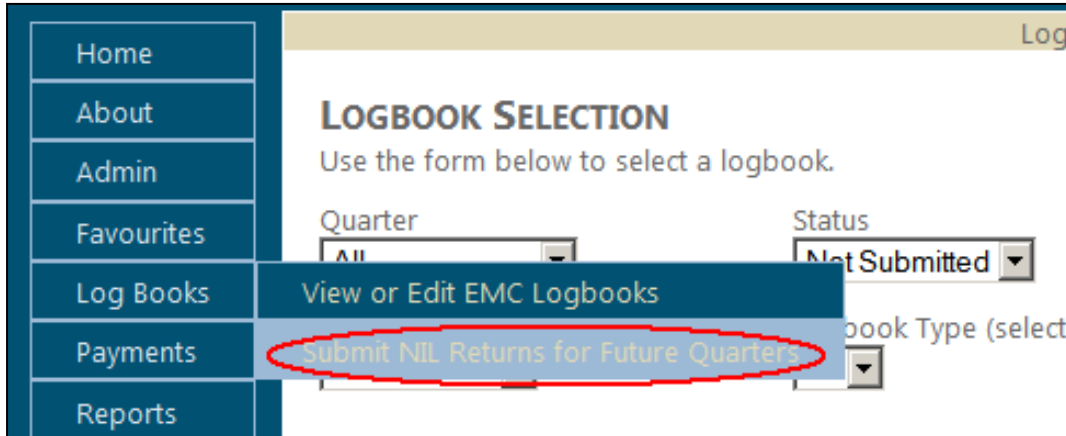 Log
Home
About
Admin
Favourites
Log Books
Payments
Reports
LOGBOOK SELECTION
Use the form below to select a logbook.
Quarter
Status
All
Not Submitted
View or Edit EMC Logbooks
Submit NIL Returns for Future Quarters
book Type (select